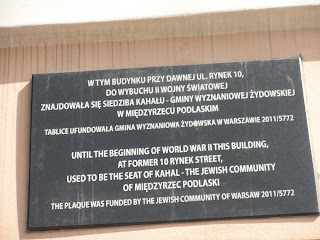 W TYM BUDYNKU PRZY DAWNEJ UL. RYNEK 10,
DO WYBUCHU II WOJNY ŚWIATOWEJ
ZNAJDOWAŁA SIĘ SIEDZIBA KAHAŁU - GMINY WYZNANIOWEJ ŻYDOWSKIEJ
W MIĘDZYRZECU PODLASKIM
TABLICE UFUNDOWAŁA GMINA WYZNANIOWA ŻYDOWSKA W WARSZAWIE 2011/5772
UNTIL THE BEGINNING OF WORLD WAR II THIS BUILDING,
AT FORMER 10 RYNEK STREET,
USED TO BE THE SEAT OF KAHAL - THE JEWISH COMMUNITY
OF MIĘDZYRZEC PODLASKI
THE PLAQUE WAS FUNDED BY THE JEWISH COMMUNITY OF WARSAW 2011/5772